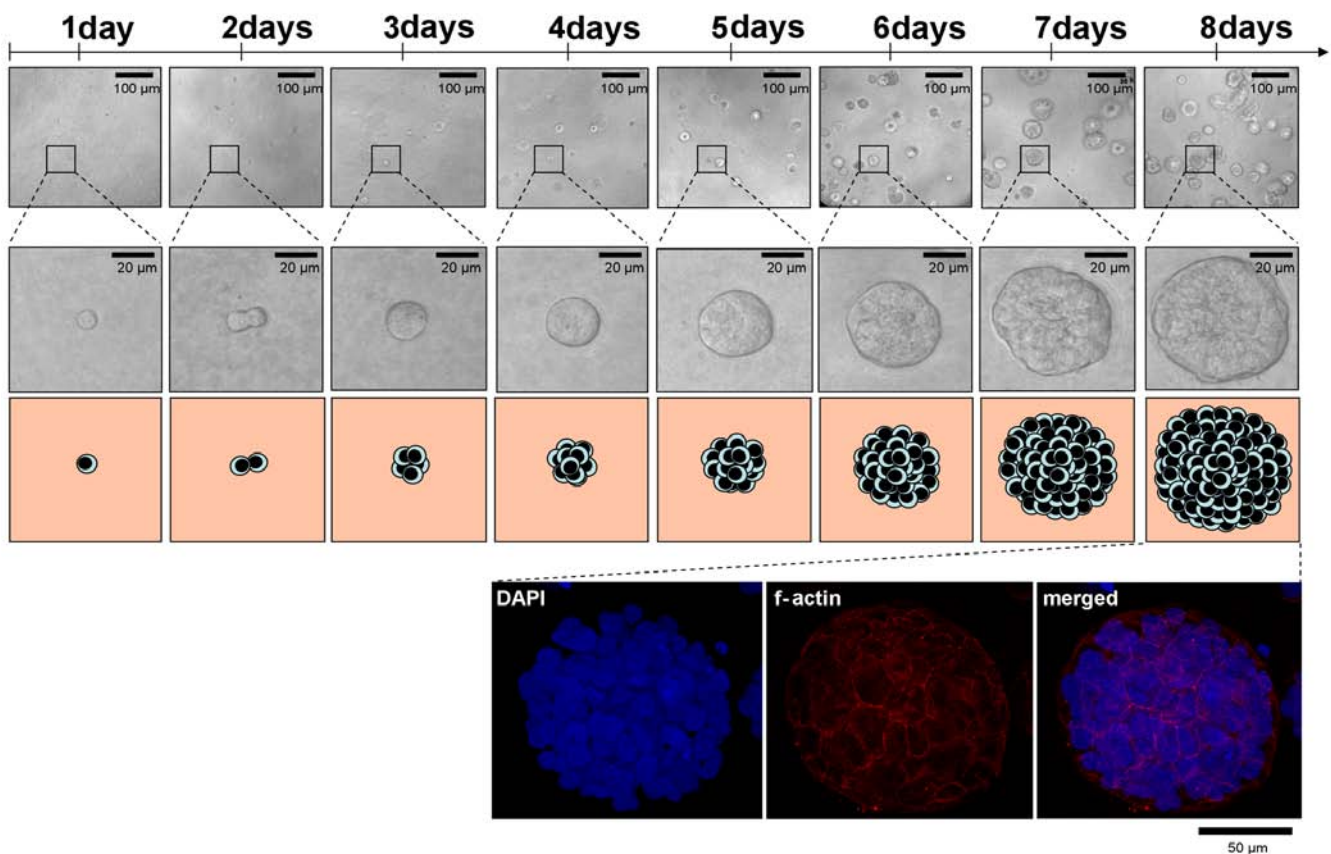 1day 2days 3days 4days 5days 6days 7days 8days
100 µm 100 µm 100 µm 100 µm 100 µm 100 µm 100 µm 100 µm
20 µm 20 µm 20 µm 20 µm 20 µm 20 µm 20 µm 20 µm
DAPI f-actin merged
50 µm